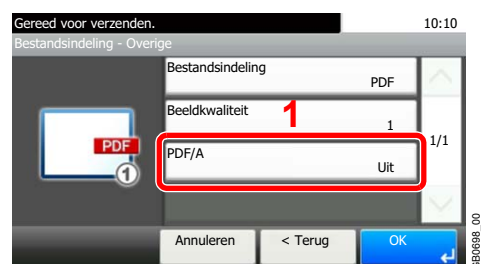 Gereed voor verzenden. 10:10
Bestandsindeling - Overige
Bestandsindeling
PDF
Beeldkwaliteit
1
1
1/1
PDF/A
Uit
PDF
1
Annuleren < Terug OK